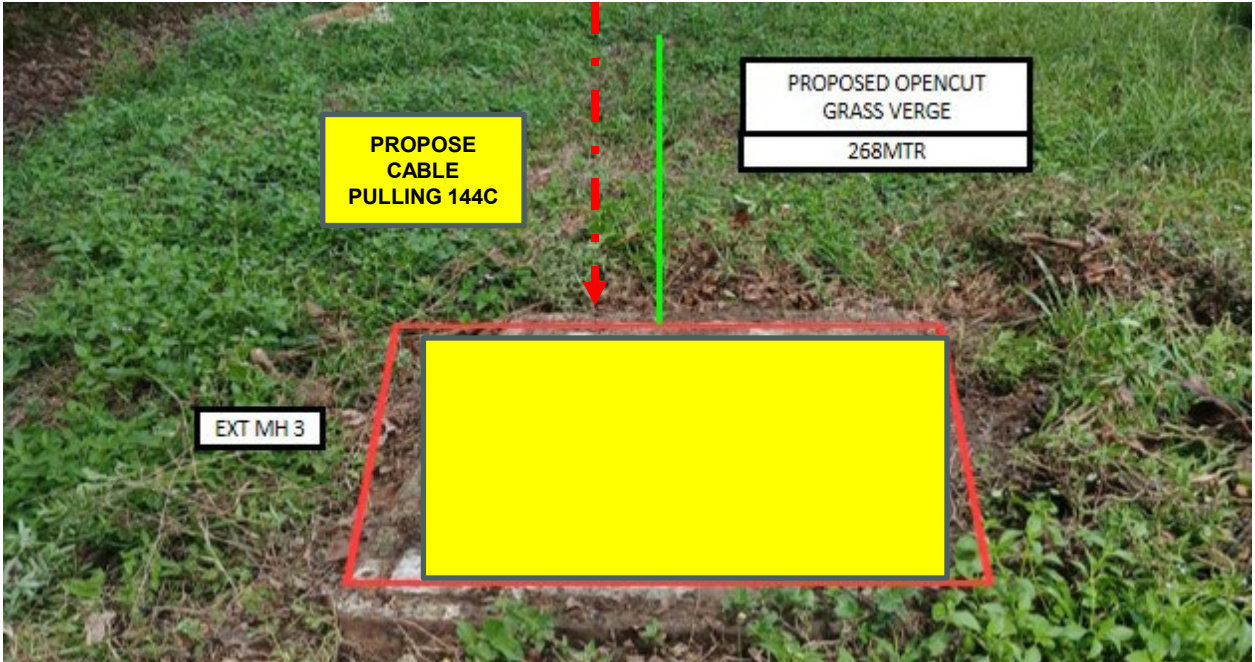 PROPOSED OPENCUT
GRASS VERGE
268MTR
PROPOSE
CABLE
PULLING 144C
EXT MH 3